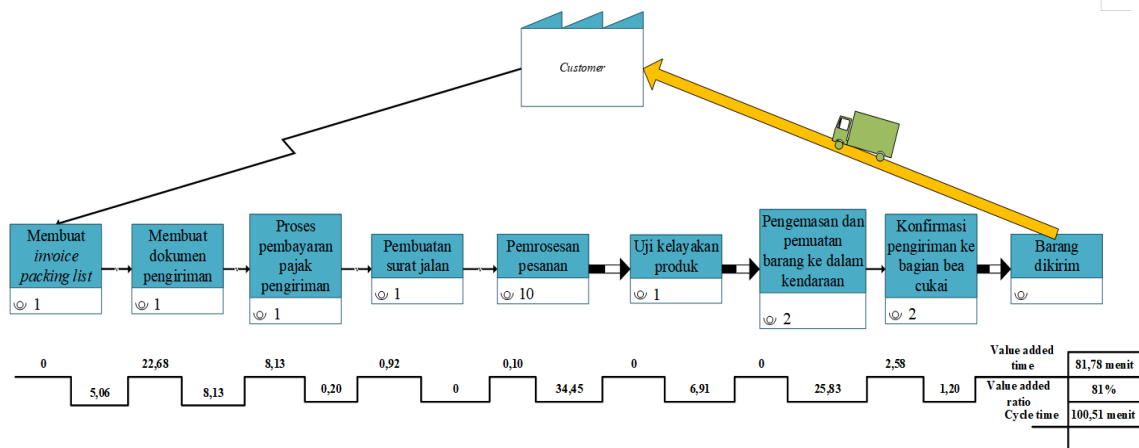 Customer
Membuat
invoice
packing list
1
Membuat
dokumen
pengiriman
1
Proses
pembayaran
pajak
pengiriman
1
Pembuatan
surat jalan
1
Pemrosesan
pesanan
10
Uji kelayakan
produk
1
Pengemasan dan
pemuatan
barang ke dalam
kendaraan
2
Konfirmasi
pengiriman ke
bagian bea
cukai
2
Barang
dikirim
0 22,68 8,13 0,92 0,10 0 0 2,58
5,06 8,13 0,20 0 34,45 6,91 25,83 1,20
Value added
time
81,78 menit
Value added
ratio
81%
Cycle time
100,51 menit